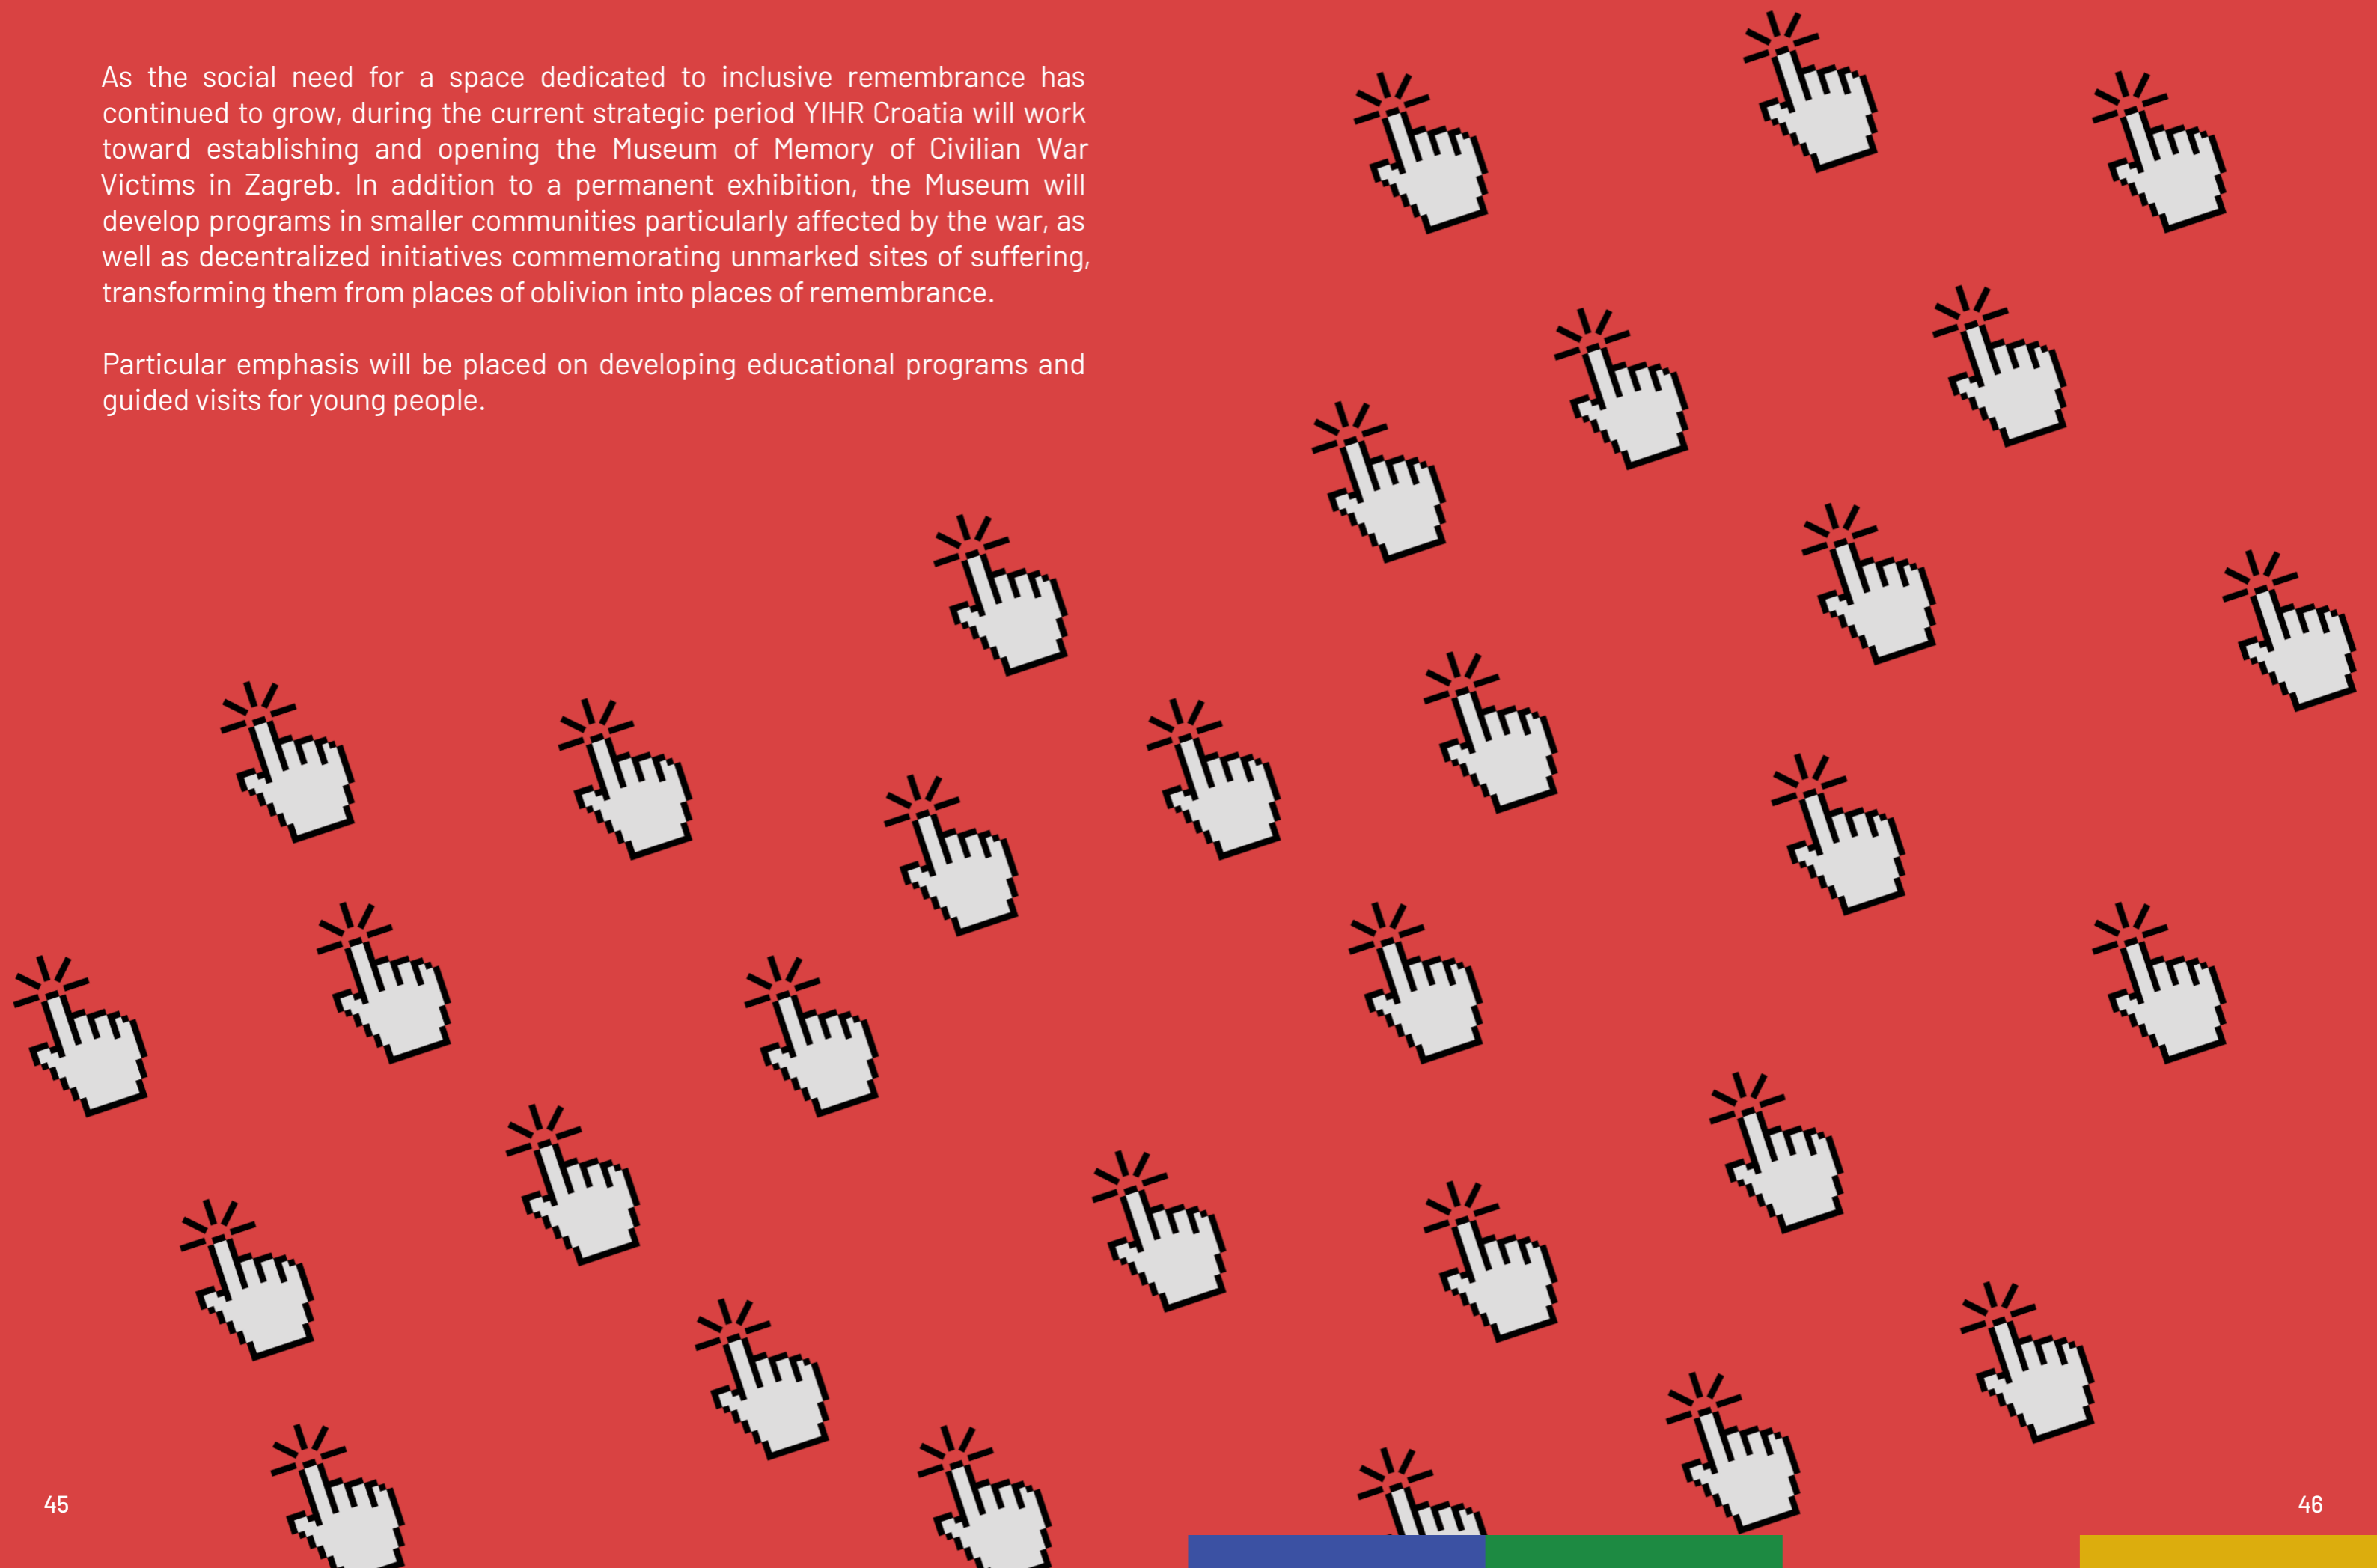 As the social need for a space dedicated to inclusive remembrance has
continued to grow, during the current strategic period YIHR Croatia will work
toward establishing and opening the Museum of Memory of Civilian War
Victims in Zagreb. In addition to a permanent exhibition, the Museum will
develop programs in smaller communities particularly affected by the war, as
well as decentralized initiatives commemorating unmarked sites of suffering,
transforming them from places of oblivion into places of remembrance.
Particular emphasis will be placed on developing educational programs and
guided visits for young people.
45
46